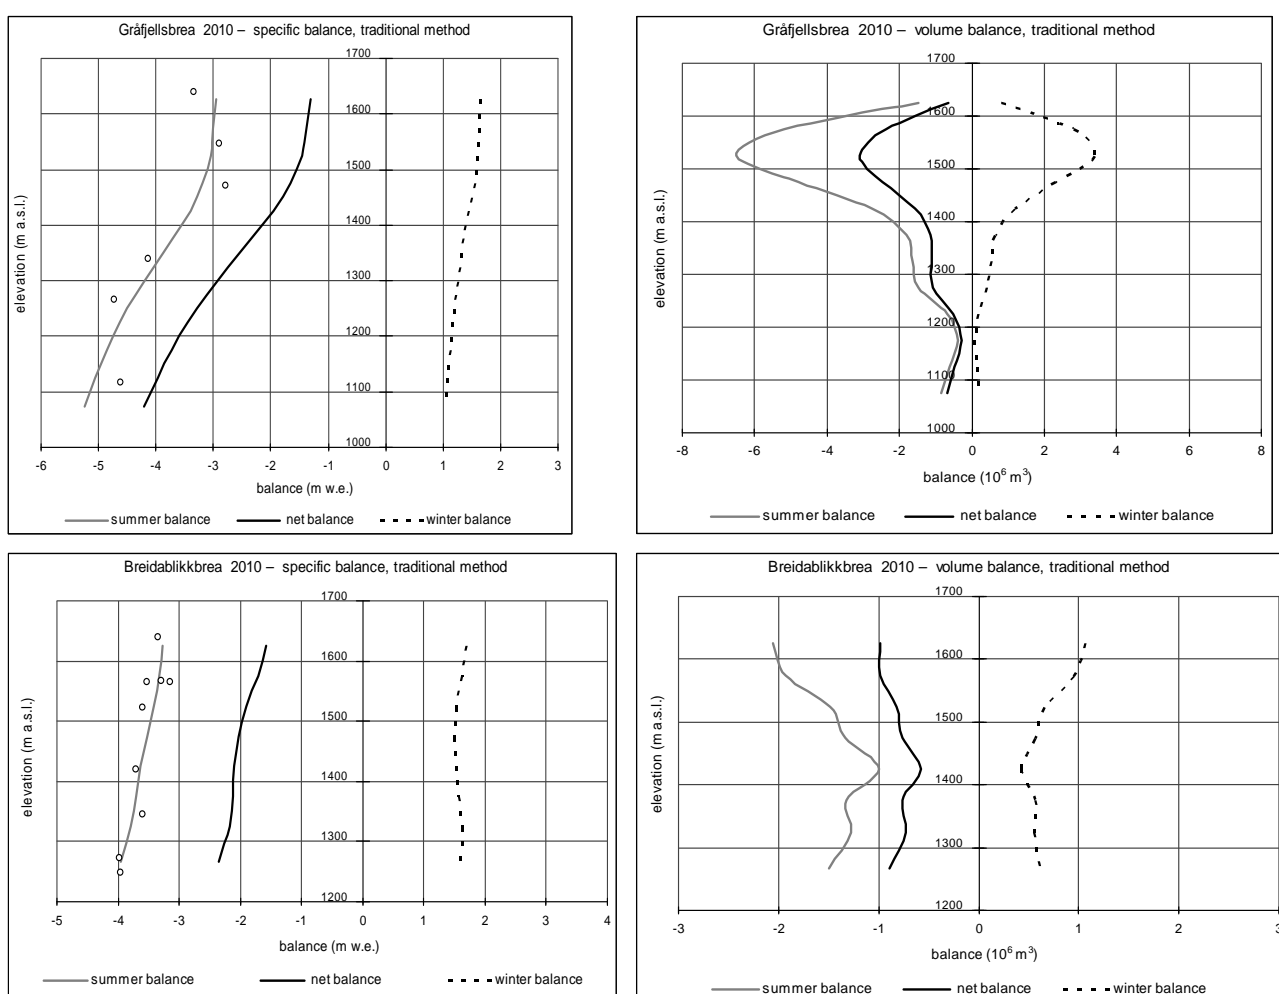 Gråfjellsbrea 2010 – specific balance, traditional method
1700
1600
1500
1400
1300
1200
1100
1000
elevation (m a.s.l.)
-6 -5 -4 -3 -2 -1 0 1 2 3
balance (m w.e.)
summer balance net balance winter balance
Gråfjellsbrea 2010 – volume balance, traditional method
1700
1600
1500
1400
1300
1200
1100
1000
elevation (m a.s.l.)
-8 -6 -4 -2 0 2 4 6 8
balance (10⁶ m³)
summer balance net balance winter balance
Breidablikkbrea 2010 – specific balance, traditional method
1700
1600
1500
1400
1300
1200
elevation (m a.s.l.)
-5 -4 -3 -2 -1 0 1 2 3 4
balance (m w.e.)
summer balance net balance winter balance
Breidablikkbrea 2010 – volume balance, traditional method
1700
1600
1500
1400
1300
1200
elevation (m a.s.l.)
-3 -2 -1 0 1 2 3
balance (10⁶ m³)
summer balance net balance winter balance